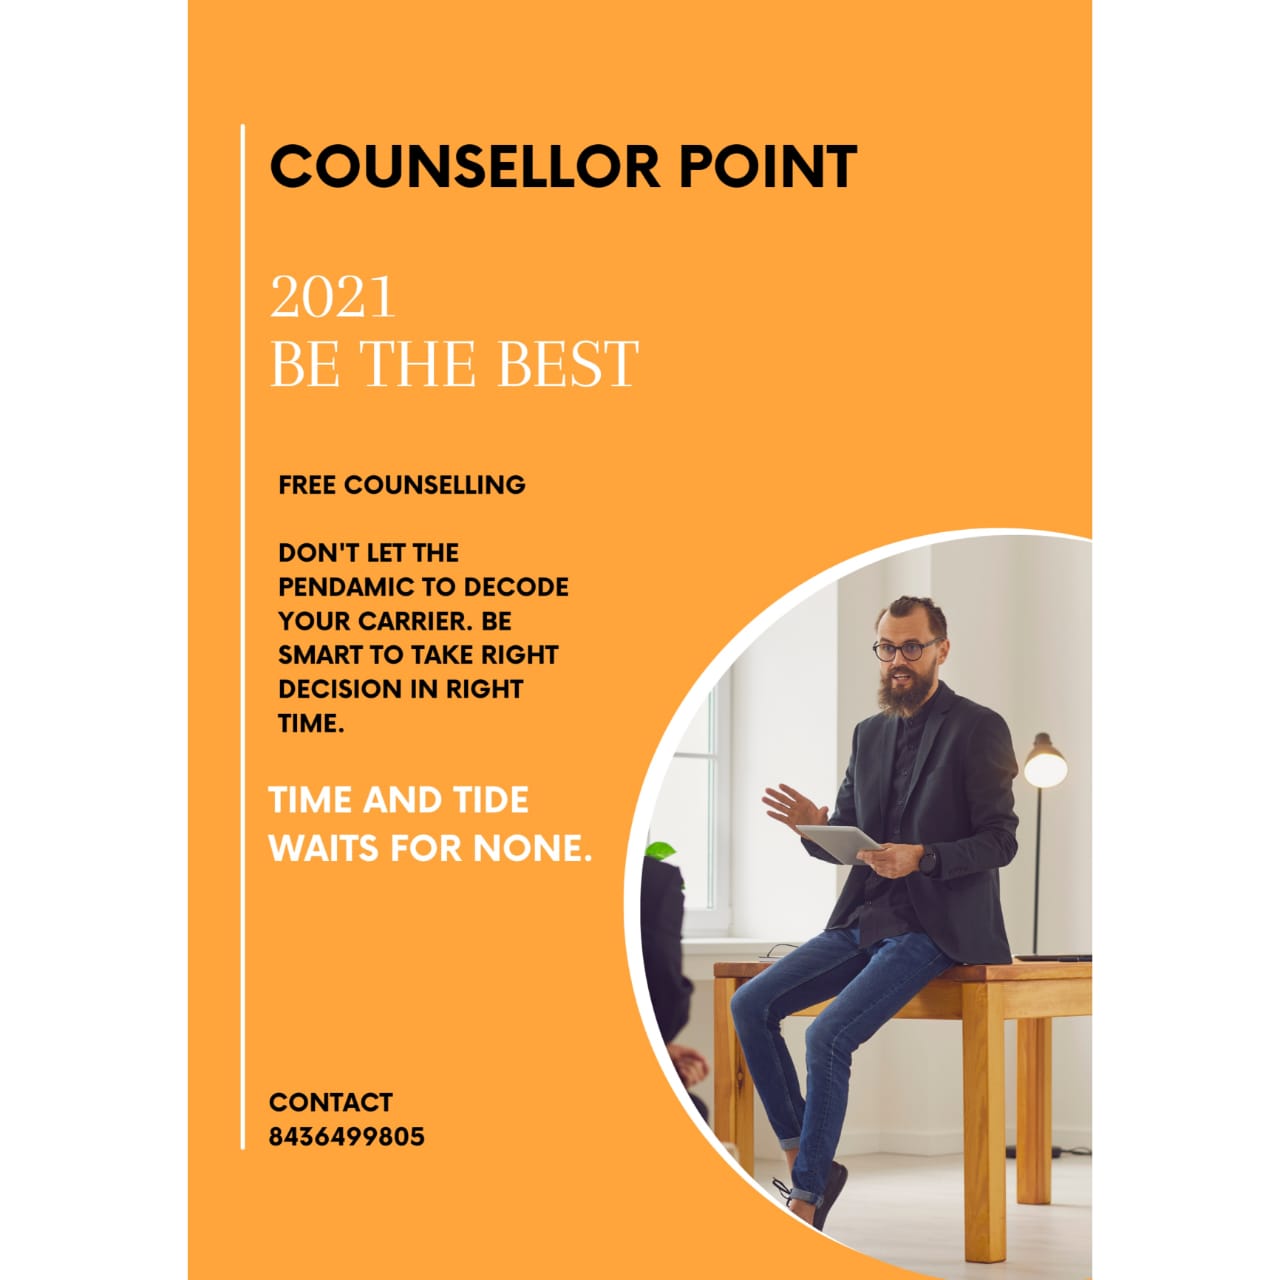 COUNSELLOR POINT
2021
BE THE BEST
FREE COUNSELLING
DON'T LET THE
PENDAMIC TO DECODE
YOUR CARRIER. BE
SMART TO TAKE RIGHT
DECISION IN RIGHT
TIME.
TIME AND TIDE
WAITS FOR NONE.
CONTACT
8436499805